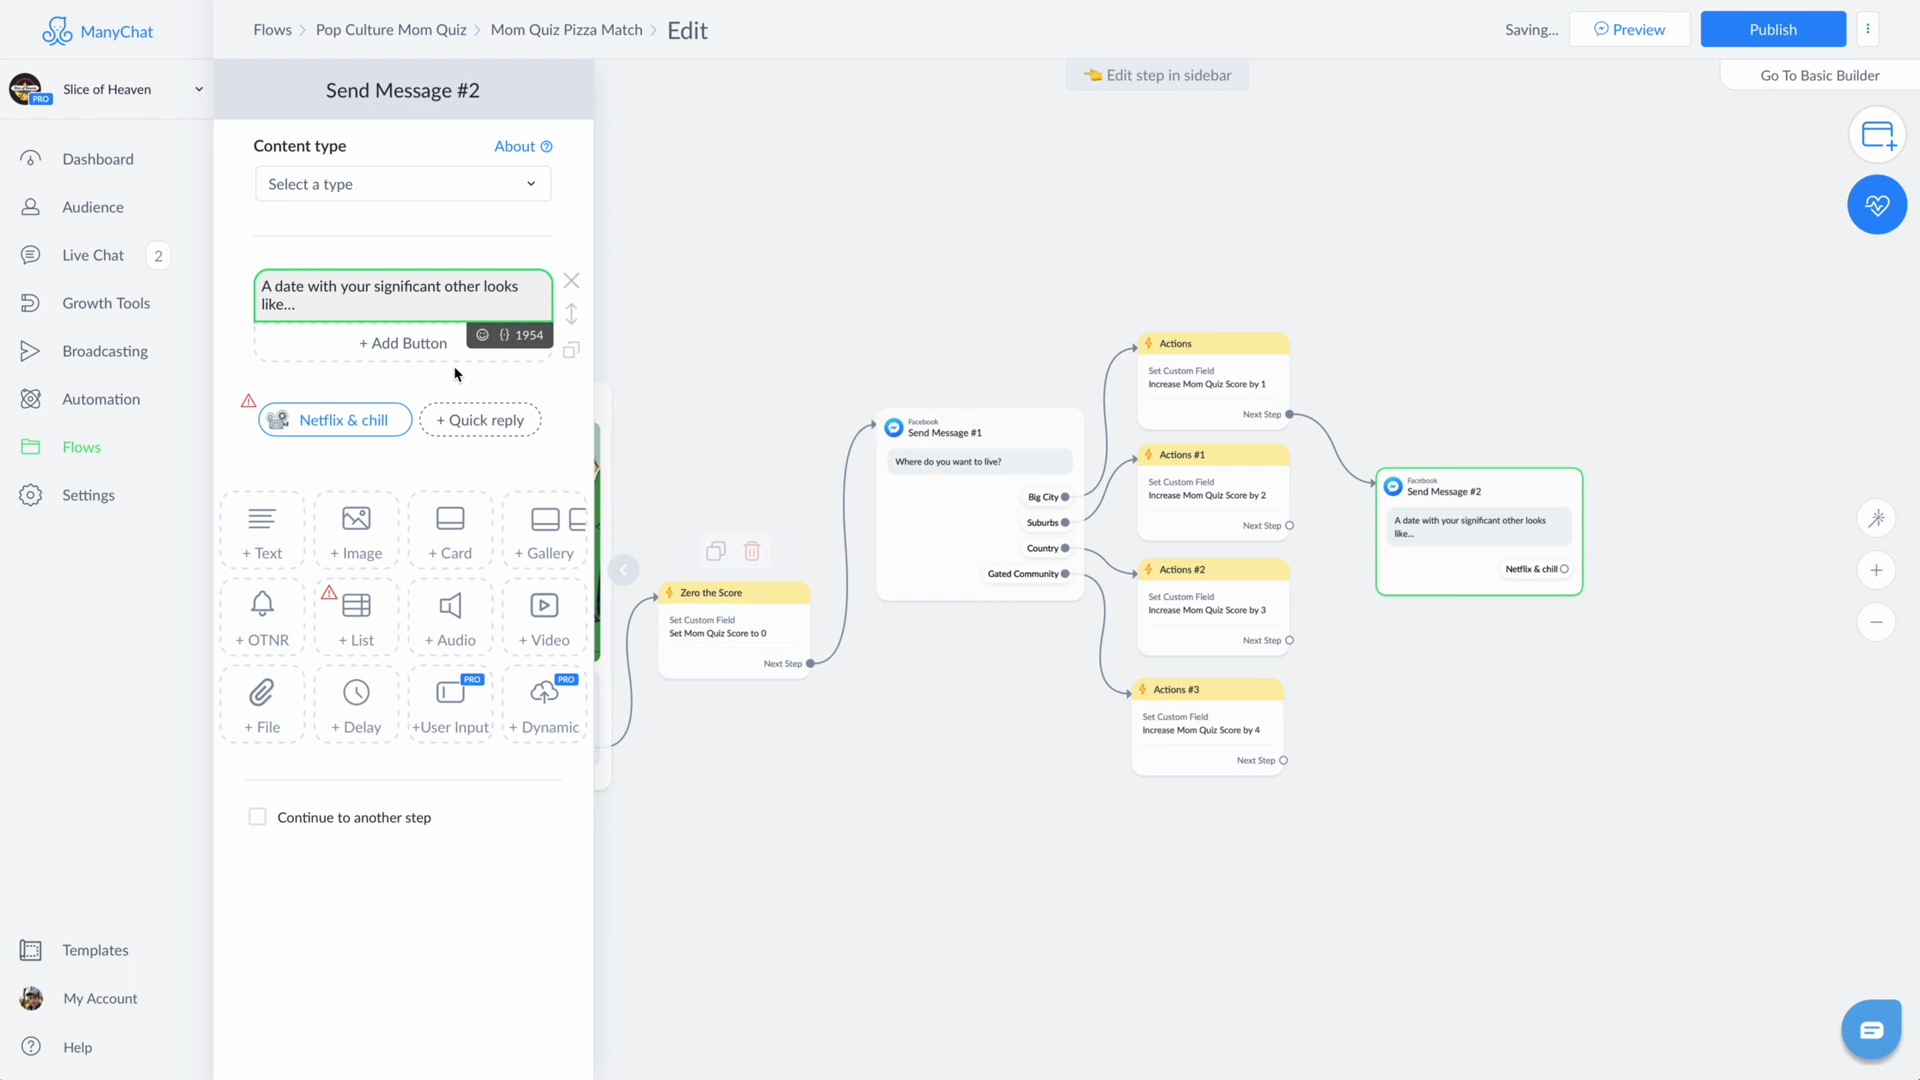 ManyChat
Flows
Pop Culture Mom Quiz
Mom Quiz Pizza Match
Edit
Saving...
Preview
Publish
PRO
Slice of Heaven
Send Message #2
Edit step in sidebar
Go To Basic Builder
Dashboard
Audience
Live Chat
2
Growth Tools
Broadcasting
Automation
Flows
Settings
Templates
My Account
Help
Content type
About
Select a type
A date with your significant other looks
like...
{} 1954
+ Add Button
Netflix & chill
+ Quick reply
+ Text
+ Image
+ Card
+ Gallery
+ OTNR
+ List
+ Audio
+ Video
PRO
PRO
+ File
+ Delay
+User Input
+ Dynamic
Continue to another step
Zero the Score
Set Custom Field
Set Mom Quiz Score to 0
Next Step
Facebook
Send Message #1
Where do you want to live?
Big City
Suburbs
Country
Gated Community
Actions
Set Custom Field
Increase Mom Quiz Score by 1
Next Step
Actions #1
Set Custom Field
Increase Mom Quiz Score by 2
Next Step
Actions #2
Set Custom Field
Increase Mom Quiz Score by 3
Next Step
Actions #3
Set Custom Field
Increase Mom Quiz Score by 4
Next Step
Facebook
Send Message #2
A date with your significant other looks
like...
Netflix & chill